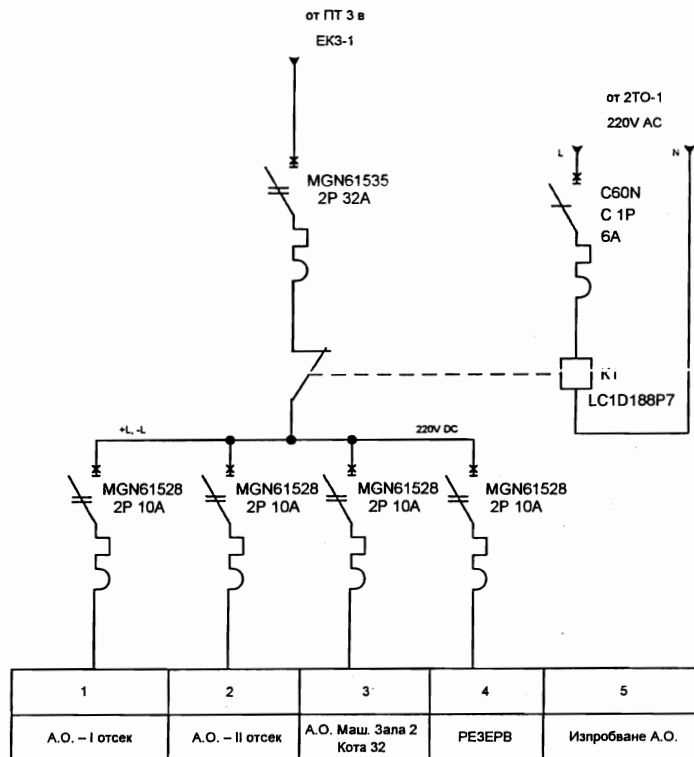 от ПТ 3 в
ЕК3-1
от 2ТО-1
220V AC
L
N
MGN61535
2P 32A
C60N
C 1P
6A
K1
LC1D188P7
+L, -L
220V DC
MGN61528
2P 10A
MGN61528
2P 10A
MGN61528
2P 10A
MGN61528
2P 10A
1
2
3
4
5
А.О. – I отсек
А.О. – II отсек
А.О. Маш. Зала 2
Кота 32
РЕЗЕРВ
Изпробване А.О.